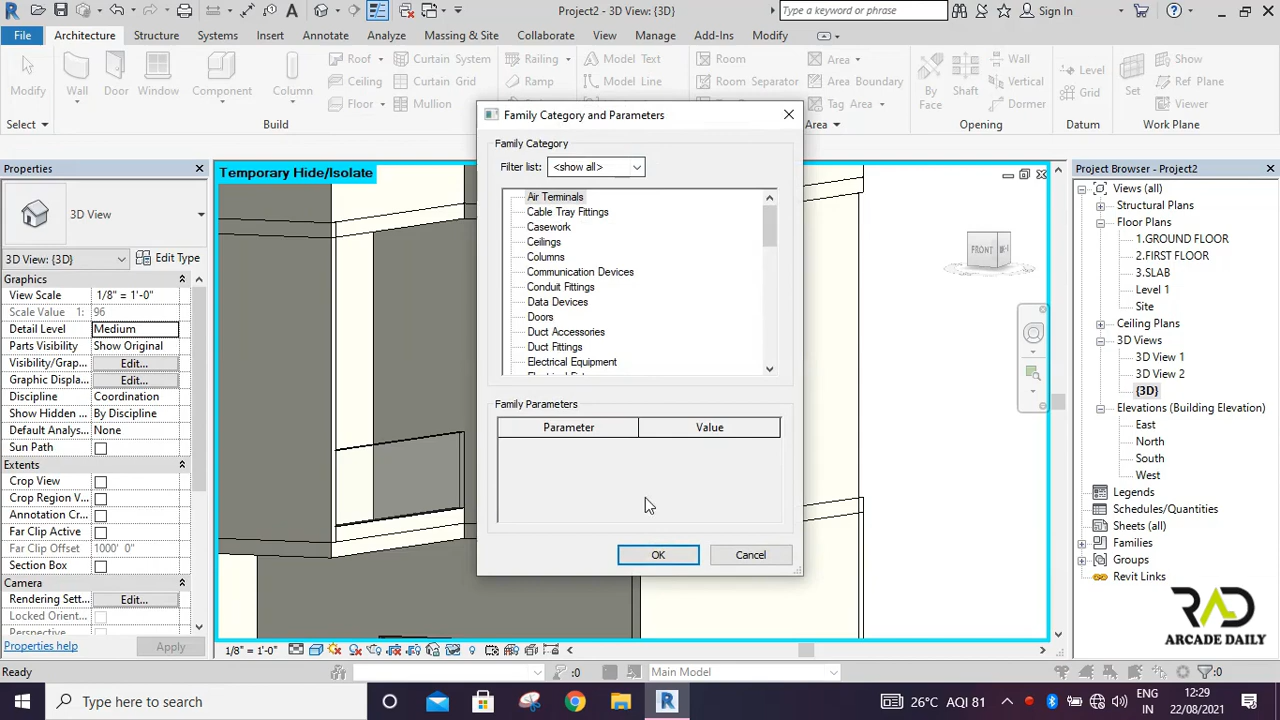 Project2 - 3D View: {3D}
Type a keyword or phrase
Sign In
File Architecture Structure Systems Insert Annotate Analyze Massing & Site Collaborate View Manage Add-Ins Modify
Modify Wall Door Window Component Column
Roof Ceiling Floor
Curtain System Curtain Grid Mullion
Railing Ramp
Model Text Model Line
Room Room Separator
Area Area Boundary Tag Area
By Face Shaft Wall Vertical Dormer
Level Grid
Set Show Ref Plane Viewer
Select Build Area Opening Datum Work Plane
Properties
3D View
3D View: {3D} Edit Type
Graphics
View Scale 1/8" = 1'-0"
Scale Value 1: 96
Detail Level Medium
Parts Visibility Show Original
Visibility/Grap... Edit...
Graphic Displa... Edit...
Discipline Coordination
Show Hidden ... By Discipline
Default Analys... None
Sun Path
Extents
Crop View
Crop Region V...
Annotation Cr...
Far Clip Active
Far Clip Offset 1000' 0"
Section Box
Camera
Rendering Sett... Edit...
Locked Orient...
Perspective
Properties help Apply
Temporary Hide/Isolate
Family Category and Parameters
Family Category
Filter list: <show all>
Air Terminals
Cable Tray Fittings
Casework
Ceilings
Columns
Communication Devices
Conduit Fittings
Data Devices
Doors
Duct Accessories
Duct Fittings
Electrical Equipment
Family Parameters
Parameter Value
OK Cancel
FRONT
Project Browser - Project2
Views (all)
Structural Plans
Floor Plans
1.GROUND FLOOR
2.FIRST FLOOR
3.SLAB
Level 1
Site
Ceiling Plans
3D Views
3D View 1
3D View 2
{3D}
Elevations (Building Elevation)
East
North
South
West
Legends
Schedules/Quantities
Sheets (all)
Families
Groups
Revit Links
RAD
ARCADE DAILY
1/8" = 1'-0"
Ready :0 Main Model :0
Type here to search
26°C AQI 81
ENG
IN
12:29
22/08/2021